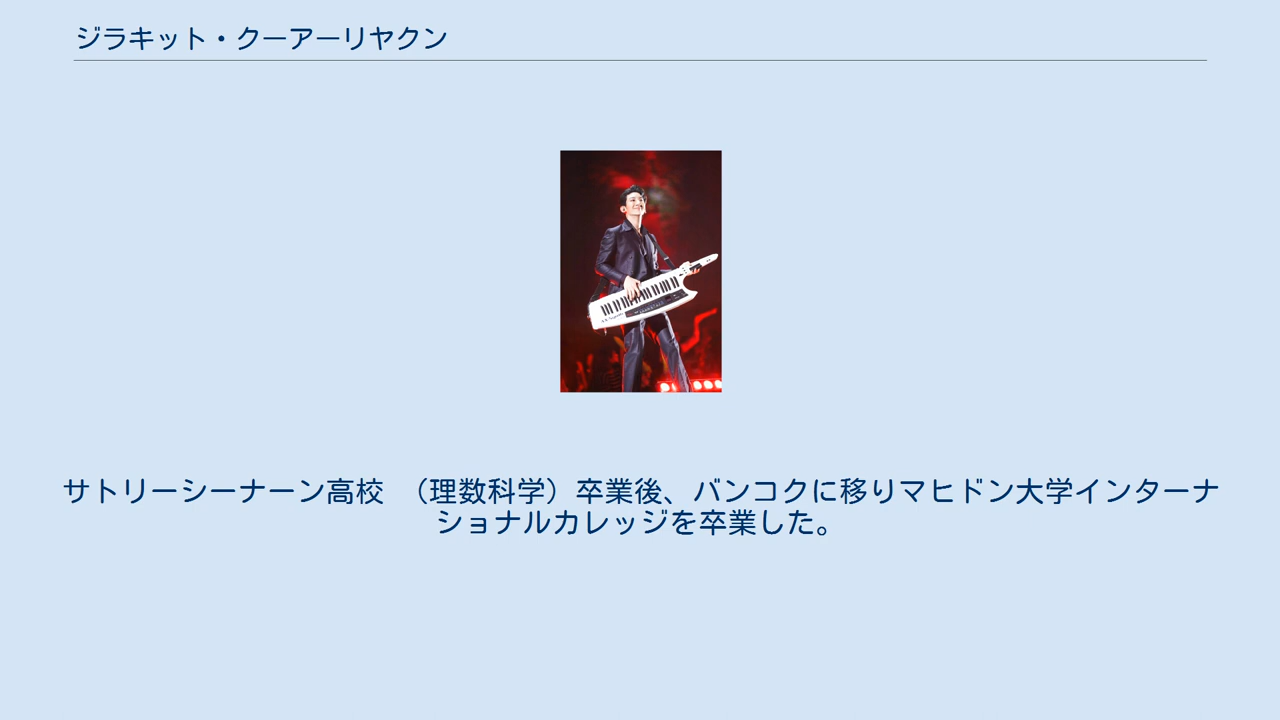 ジラキット・クーアーリヤクン
サトリーシーナーン高校 （理数科学）卒業後、バンコクに移りマヒドン大学インターナ
ショナルカレッジを卒業した。